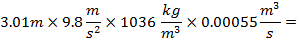 3.01m × 9.8 m/s² × 1036 kg/m³ × 0.00055 m³/s =